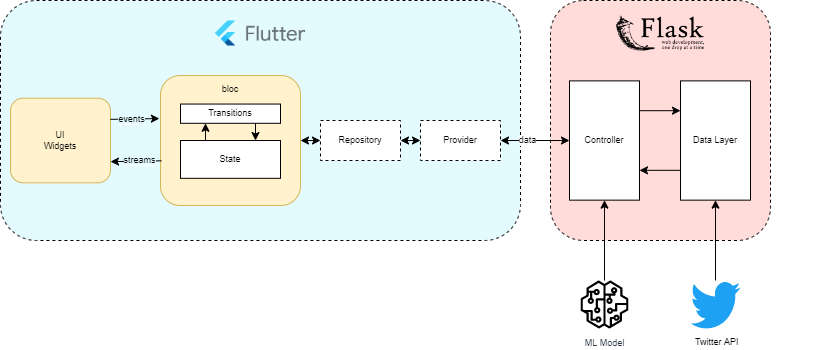 Flutter
Flask
web development,
one drop at a time
bloc
Transitions
State
UI
Widgets
events
streams
Repository
Provider
data
Controller
Data Layer
ML Model
Twitter API